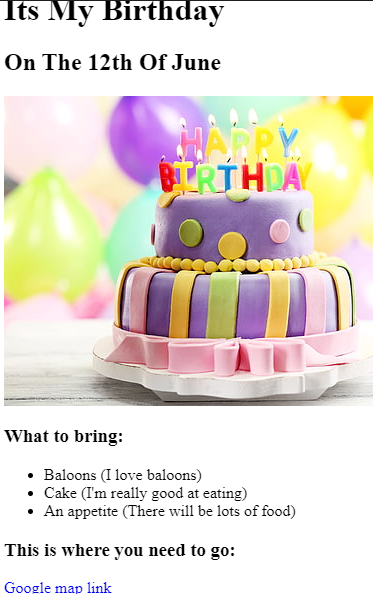 Its My Birthday
On The 12th Of June
HAPPY
BIRTHDAY
What to bring:
Baloons (I love baloons)
Cake (I'm really good at eating)
An appetite (There will be lots of food)
This is where you need to go:
Google map link